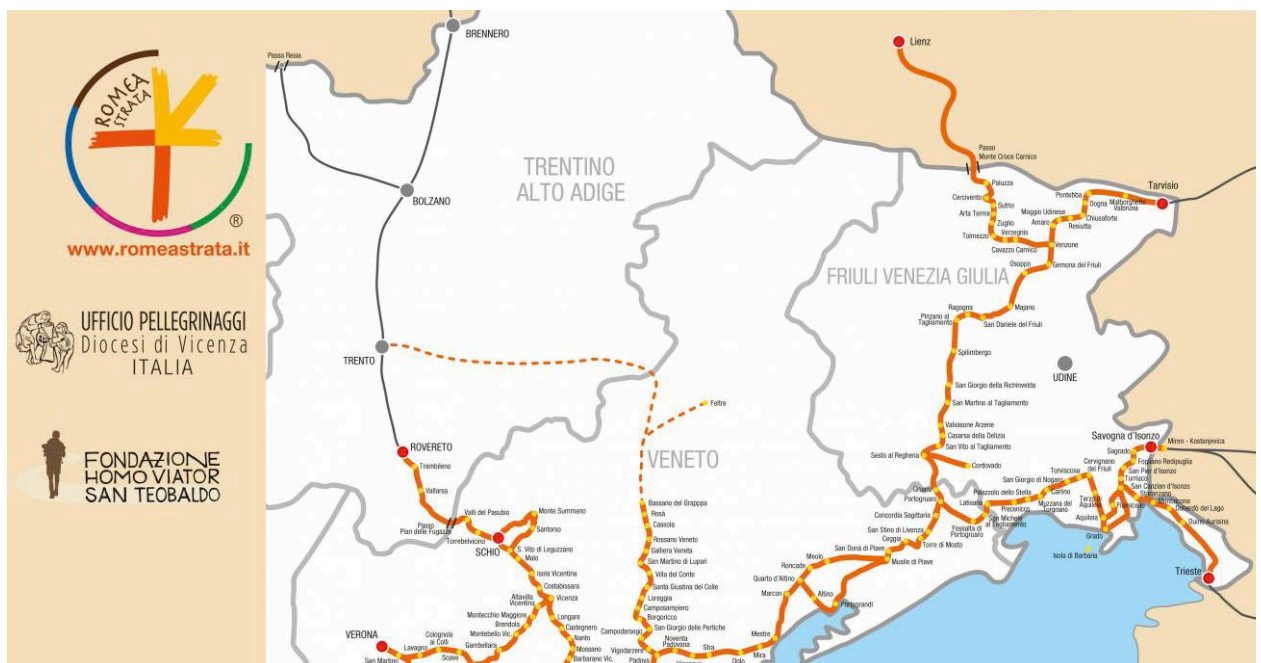 ROMEA
STRATA
®
www.romeastrata.it
UFFICIO PELLEGRINAGGI
Diocesi di Vicenza
ITALIA
FONDAZIONE
HOMO VIATOR
SAN TEOBALDO
BRENNERO
Passo Resia
BOLZANO
TRENTINO
ALTO ADIGE
TRENTO
ROVERETO
Trambileno
Vallarsa
Passo
Pian delle Fugazze
Valli del Pasubio
Monte Summano
Santorso
Torrebelvicino
SCHIO
S. Vito di Leguzzano
Malo
Isola Vicentina
Costabissara
Altavilla
Vicentina
Vicenza
Montecchio Maggiore
Longare
Brendola
Castegnero
Montebello Vic.
Nanto
Gambellara
Mossano
Barbarano Vic.
VERONA
Cologno
ai Colli
Lavagno
Soave
San Martino
VENETO
Feltre
Bassano del Grappa
Rosà
Cassola
Rossano Veneto
Galliera Veneta
San Martino di Lupari
Villa del Conte
Santa Giustina del Colle
Loreggia
Camposampiero
Borgoricco
San Giorgio delle Pertiche
Campodarsego
Vigodarzere
Noventa
Padovana
Padova
Stra
Dolo
Mira
Mestre
Marcon
Quarto d'Altino
Altino
Portegrandi
Roncade
Meolo
San Donà di Piave
Musile di Piave
Ceggia
Torre di Mosto
San Stino di Livenza
Concordia Sagittaria
Portogruaro
Gruaro
Fossalta di
Portogruaro
San Michele
al Tagliamento
Latisana
Lienz
Passo
Monte Croce Carnico
Paluzza
Cercivento
Sutrio
Arta Terme
Zuglio
Tolmezzo
Verzegnis
Cavazzo Carnico
Amaro
Moggio Udinese
Resiutta
Chiusaforte
Dogna
Pontebba
Malborghetto
Valbruna
Tarvisio
Venzone
Gemona del Friuli
Osoppo
FRIULI VENEZIA GIULIA
Majano
Ragogna
San Daniele del Friuli
Pinzano al
Tagliamento
Spilimbergo
UDINE
San Giorgio della Richinvelda
San Martino al Tagliamento
Valvasone Arzene
Casarsa della Delizia
San Vito al Tagliamento
Sesto al Reghena
Cordovado
Palazzolo dello Stella
Precenicco
Muzzana del
Turgnano
Carlino
San Giorgio di Nogaro
Torviscosa
Cervignano
del Friuli
Terzo di
Aquileia
Aquileia
Grado
Isola di Barbana
Fiumicello
Savogna d'Isonzo
Miren - Kostanjevica
Sagrado
Fogliano Redipuglia
San Pier d'Isonzo
Turriaco
San Canzian d'Isonzo
Staranzano
Monfalcone
Doberdò del Lago
Duino Aurisina
Trieste